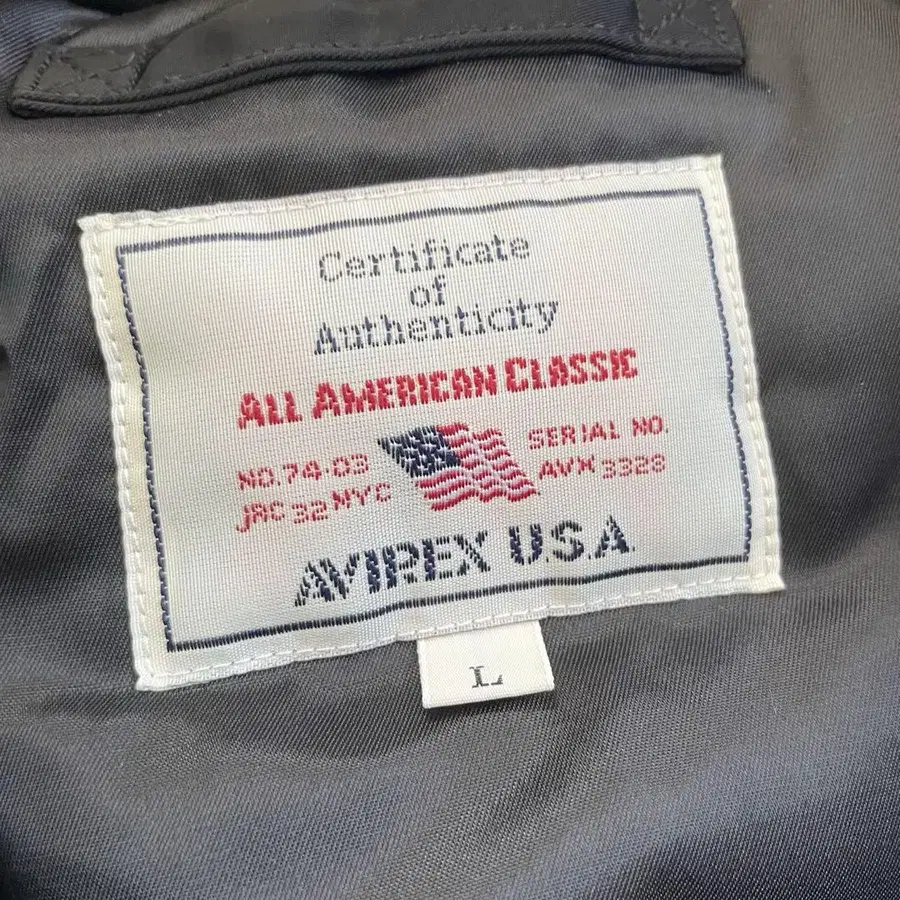 Certificate
of
Authenticity
ALL AMERICAN CLASSIC
NO.74-03
JRC 32 NYC
SERIAL NO.
AVX 3328
AVIREX U.S.A.
L